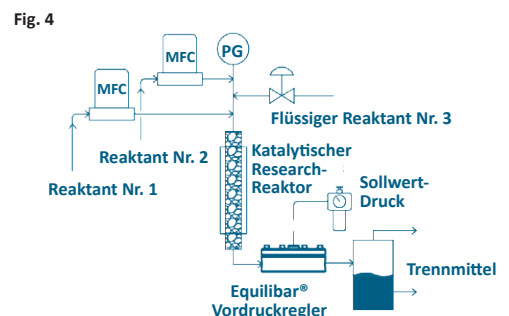 Fig. 4
MFC
PG
MFC
Flüssiger Reaktant Nr. 3
Reaktant Nr. 2
Reaktant Nr. 1
Katalytischer
Research-
Reaktor
Sollwert-
Druck
Trennmittel
Equilibar®
Vordruckregler